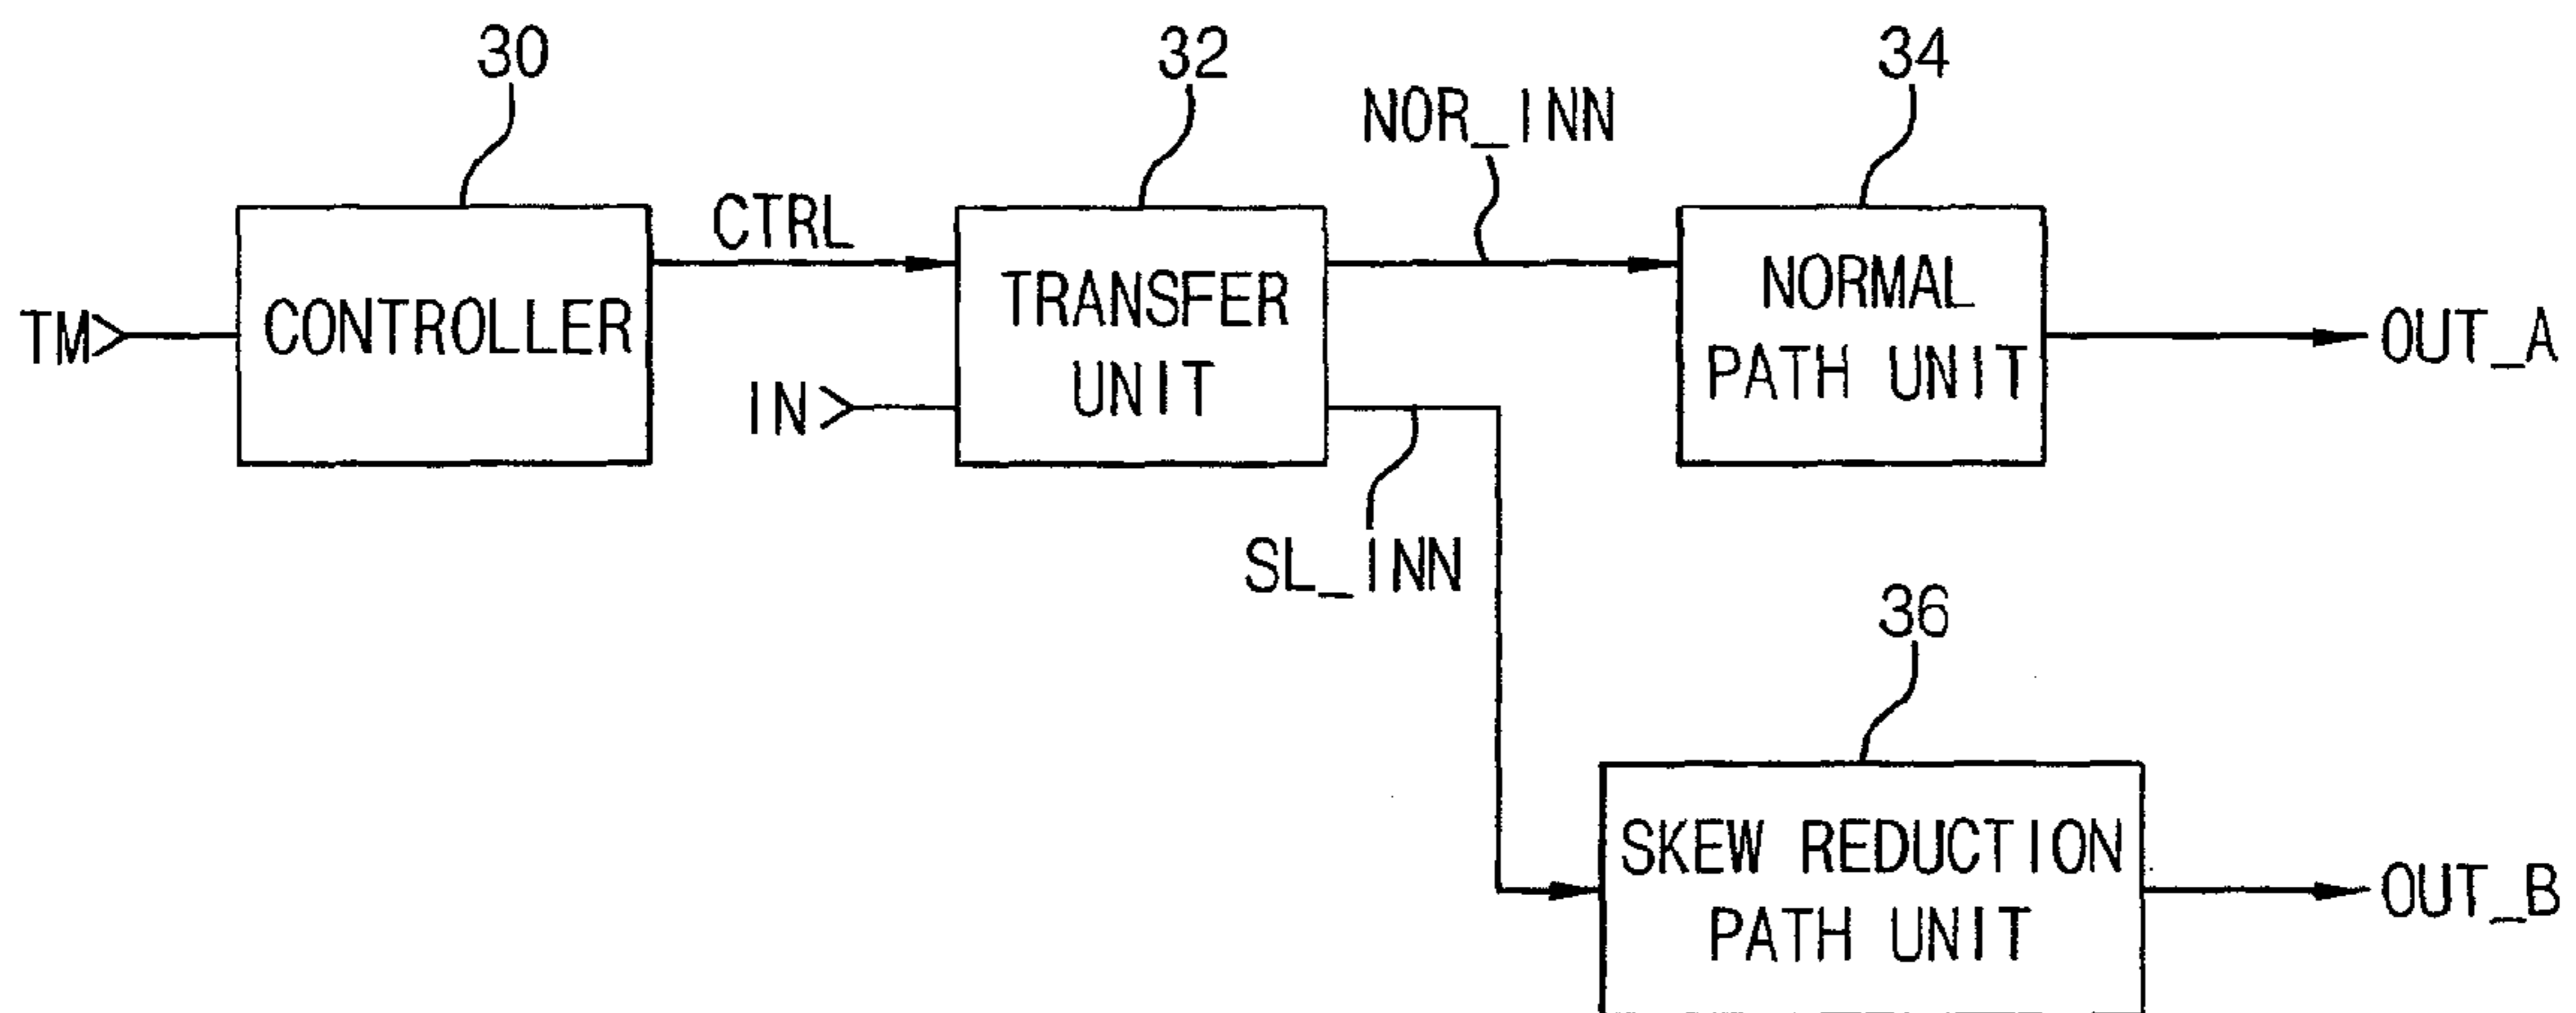 30
32
34
NOR_INN
CTRL
CONTROLLER
TM
IN
TRANSFER
UNIT
NORMAL
PATH UNIT
OUT_A
SL_INN
36
SKEW REDUCTION
PATH UNIT
OUT_B